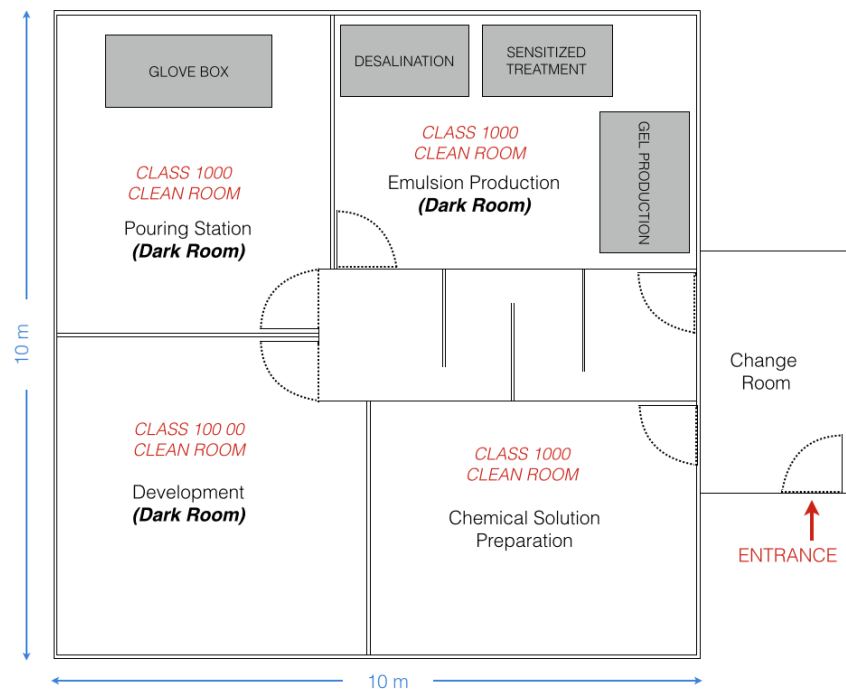 GLOVE BOX
DESALINATION
SENSITIZED
TREATMENT
GEL PRODUCTION
CLASS 1000
CLEAN ROOM
Pouring Station
(Dark Room)
CLASS 1000
CLEAN ROOM
Emulsion Production
(Dark Room)
10 m
Change
Room
CLASS 100 00
CLEAN ROOM
Development
(Dark Room)
CLASS 1000
CLEAN ROOM
Chemical Solution
Preparation
ENTRANCE
10 m